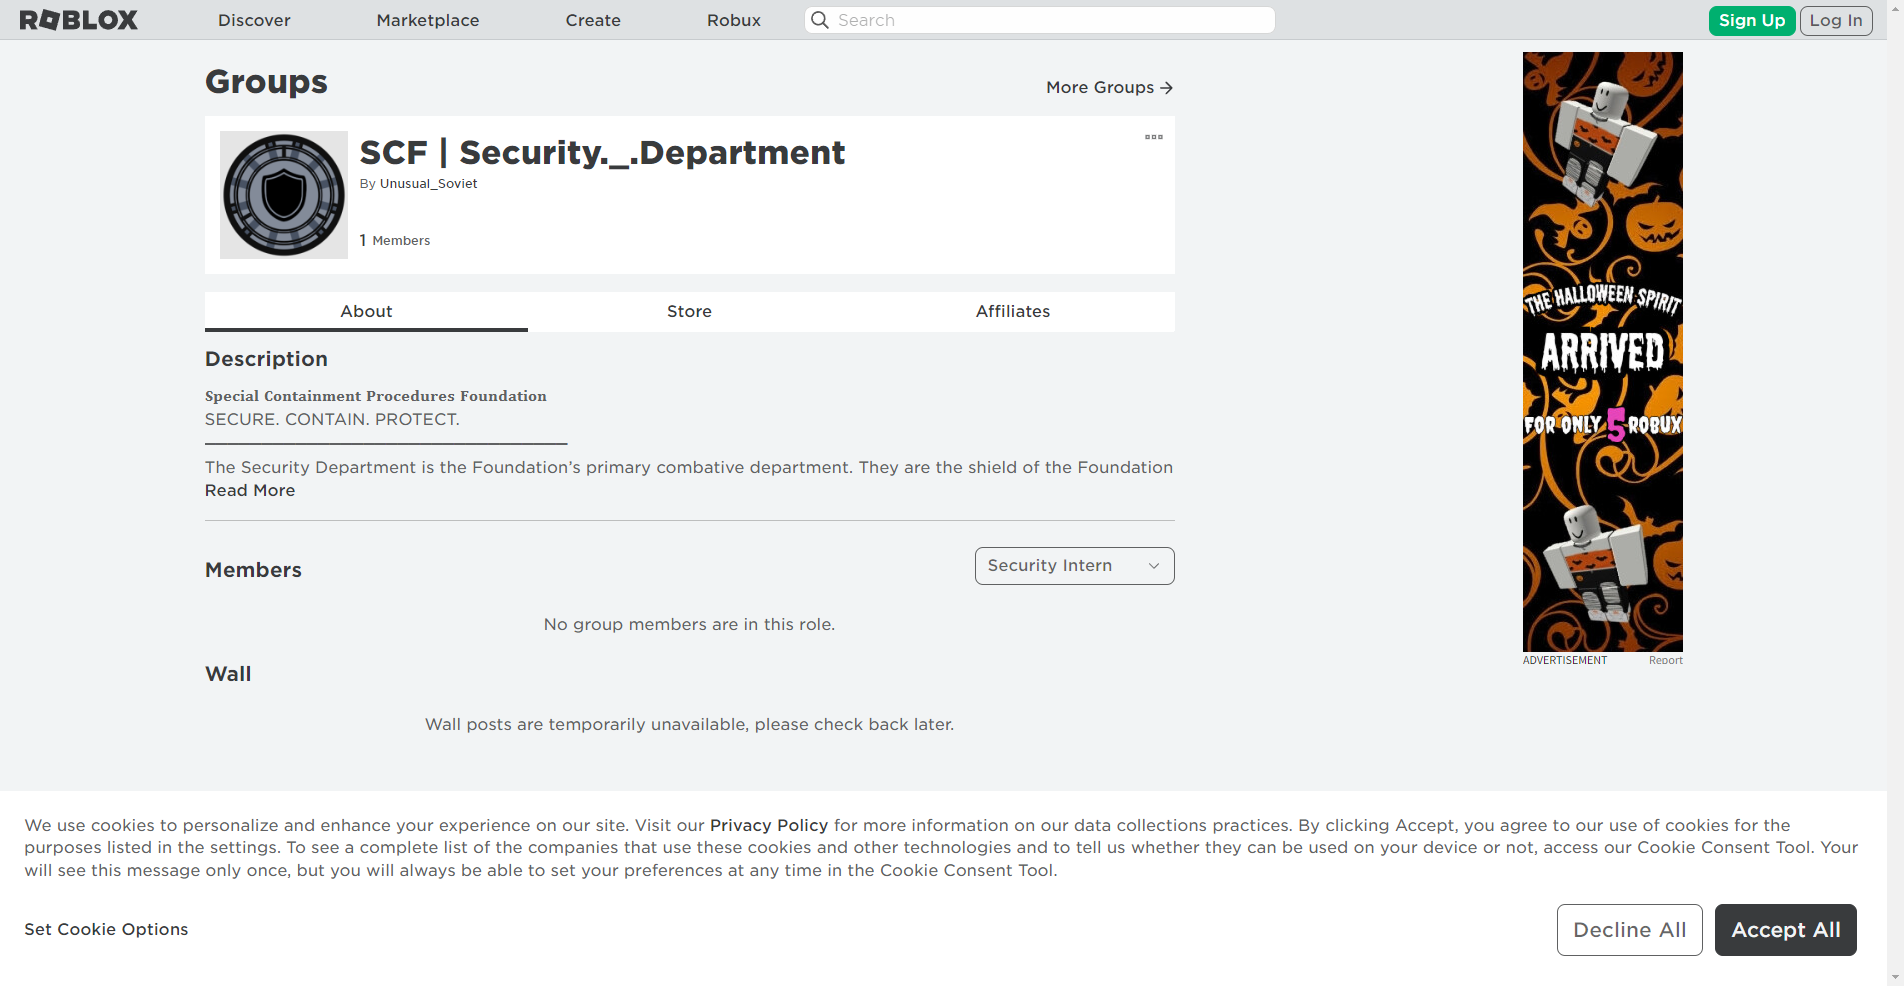 ROBLOX
Discover
Marketplace
Create
Robux
Search
Sign Up
Log In
Groups
More Groups
SCF | Security._.Department
By Unusual_Soviet
1 Members
About
Store
Affiliates
Description
Special Containment Procedures Foundation
SECURE. CONTAIN. PROTECT.
The Security Department is the Foundation’s primary combative department. They are the shield of the Foundation
Read More
Members
Security Intern
No group members are in this role.
Wall
Wall posts are temporarily unavailable, please check back later.
THE HALLOWEEN SPIRIT
ARRIVED
FOR ONLY 5 ROBUX
ADVERTISEMENT
Report
We use cookies to personalize and enhance your experience on our site. Visit our Privacy Policy for more information on our data collections practices. By clicking Accept, you agree to our use of cookies for the
purposes listed in the settings. To see a complete list of the companies that use these cookies and other technologies and to tell us whether they can be used on your device or not, access our Cookie Consent Tool. Your
will see this message only once, but you will always be able to set your preferences at any time in the Cookie Consent Tool.
Set Cookie Options
Decline All
Accept All